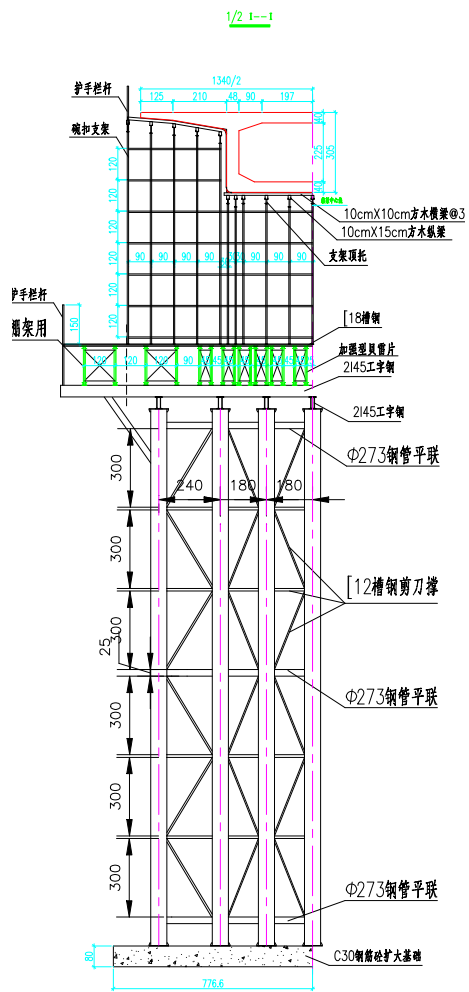 1/2 1--1
1340/2
护手栏杆
125 210 48 90 197
碗扣支架
40
225
305
40
120
120
120
120
120
120
10cmX10cm方木横梁@3
10cmX15cm方木纵梁
支架顶托
90 90 90 90 90 90 90
护手栏杆
150
[18槽钢
棚架用
加强型贝雷片
120 120
2I45工字钢
2I45工字钢
Φ273钢管平联
300
240 180 180
300
[12槽钢剪刀撑
300
25
Φ273钢管平联
300
300
300
Φ273钢管平联
80
C30钢筋砼扩大基础
776.6